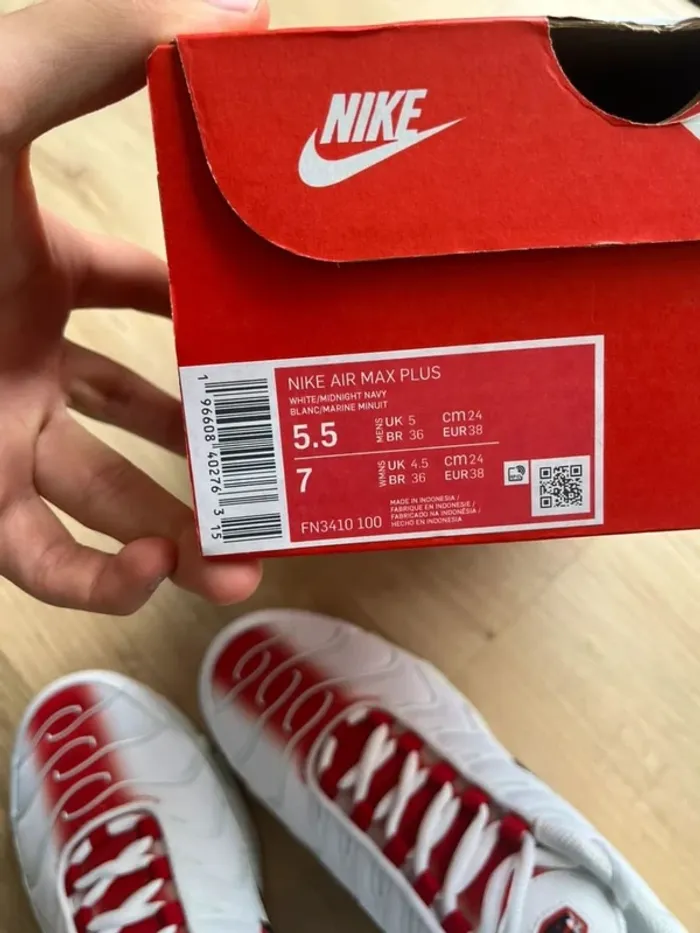 NIKE
NIKE AIR MAX PLUS
WHITE/MIDNIGHT NAVY
BLANC/MARINE MINUIT
5.5 MENS UK 5 CM 24
BR 36 EUR 38
7 WMNS UK 4.5 CM 24
BR 36 EUR 38
FN3410 100
MADE IN INDONESIA /
FABRIQUE EN INDONESIE /
FABRICADO NA INDONÉSIA /
HECHO EN INDONESIA
1 96608 40276 3 15